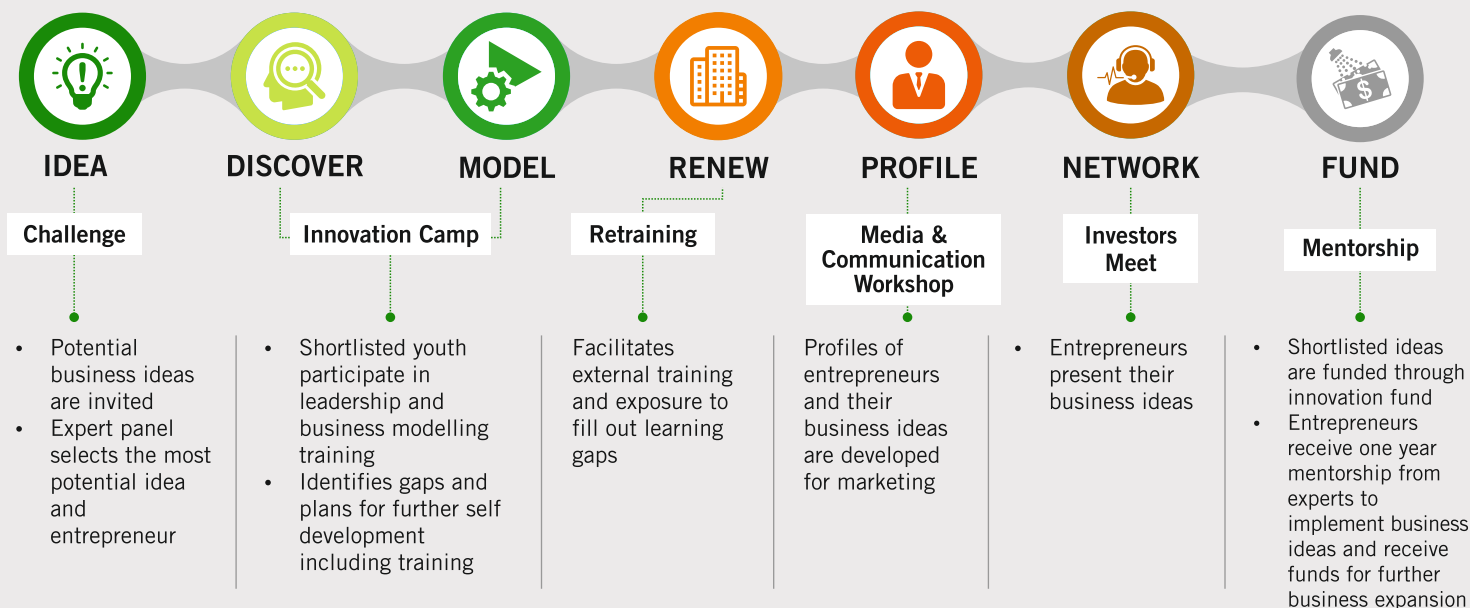 IDEA
DISCOVER
MODEL
RENEW
PROFILE
NETWORK
FUND
Challenge
Innovation Camp
Retraining
Media &
Communication
Workshop
Investors
Meet
Mentorship
• Potential
business ideas
are invited
• Expert panel
selects the most
potential idea
and
entrepreneur
• Shortlisted youth
participate in
leadership and
business modelling
training
• Identifies gaps and
plans for further self
development
including training
Facilitates
external training
and exposure to
fill out learning
gaps
Profiles of
entrepreneurs
and their
business ideas
are developed
for marketing
• Entrepreneurs
present their
business ideas
• Shortlisted ideas
are funded through
innovation fund
• Entrepreneurs
receive one year
mentorship from
experts to
implement business
ideas and receive
funds for further
business expansion